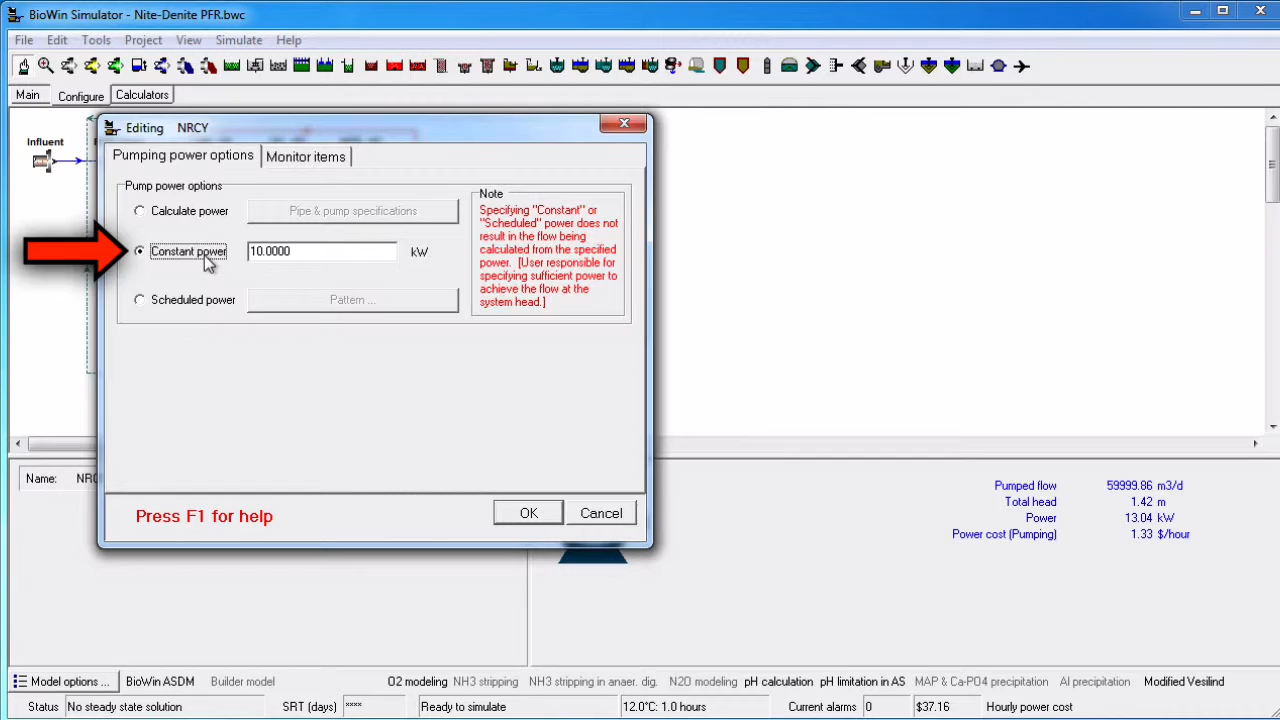 BioWin Simulator - Nite-Denite PFR.bwc
File Edit Tools Project View Simulate Help
Main Configure Calculators
Influent
Editing NRCY
Pumping power options Monitor items
Pump power options
Calculate power Pipe & pump specifications
Constant power 10.0000 kW
Scheduled power Pattern ...
Note
Specifying "Constant" or
"Scheduled" power does not
result in the flow being
calculated from the specified
power. [User responsible for
specifying sufficient power to
achieve the flow at the
system head.]
Press F1 for help
OK Cancel
Name: NRC
Pumped flow 59999.86 m3/d
Total head 1.42 m
Power 13.04 kW
Power cost (Pumping) 1.33 $/hour
Model options ... BioWin ASDM Builder model O2 modeling NH3 stripping NH3 stripping in anaer. dig. N2O modeling pH calculation pH limitation in AS MAP & Ca-PO4 precipitation Al precipitation Modified Vesilind
Status No steady state solution SRT (days) **** Ready to simulate 12.0°C: 1.0 hours Current alarms 0 $37.16 Hourly power cost